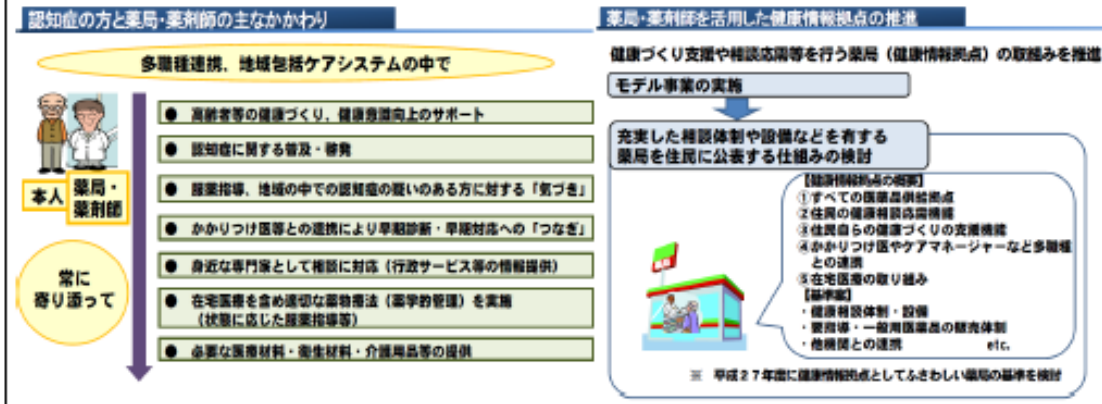 認知症の方と薬局・薬剤師の主なかかわり
多職種連携、地域包括ケアシステムの中で
本人
薬局・
薬剤師
常に
寄り添って
● 高齢者等の健康づくり、健康意識向上のサポート
● 認知症に関する普及・啓発
● 服薬指導、地域の中での認知症の疑いのある方に対する「気づき」
● かかりつけ医等との連携により早期診断・早期対応への「つなぎ」
● 身近な専門家として相談に対応（行政サービス等の情報提供）
● 在宅医療を含め適切な薬物療法（薬学的管理）を実施
（状態に応じた服薬指導等）
● 必要な医療材料・衛生材料・介護用品等の提供
薬局・薬剤師を活用した健康情報拠点の推進
健康づくり支援や相談応需等を行う薬局（健康情報拠点）の取組みを推進
モデル事業の実施
充実した相談体制や設備などを有する
薬局を住民に公表する仕組みの検討
【健康情報拠点の概要】
①すべての医薬品供給拠点
②住民の健康相談応需機能
③住民自らの健康づくりの支援機能
④かかりつけ医やケアマネージャーなど多職種
との連携
⑤在宅医療の取り組み
【基準案】
・健康相談体制・設備
・要指導・一般用医薬品の販売体制
・他機関との連携 etc.
※ 平成27年度に健康情報拠点としてふさわしい薬局の基準を検討